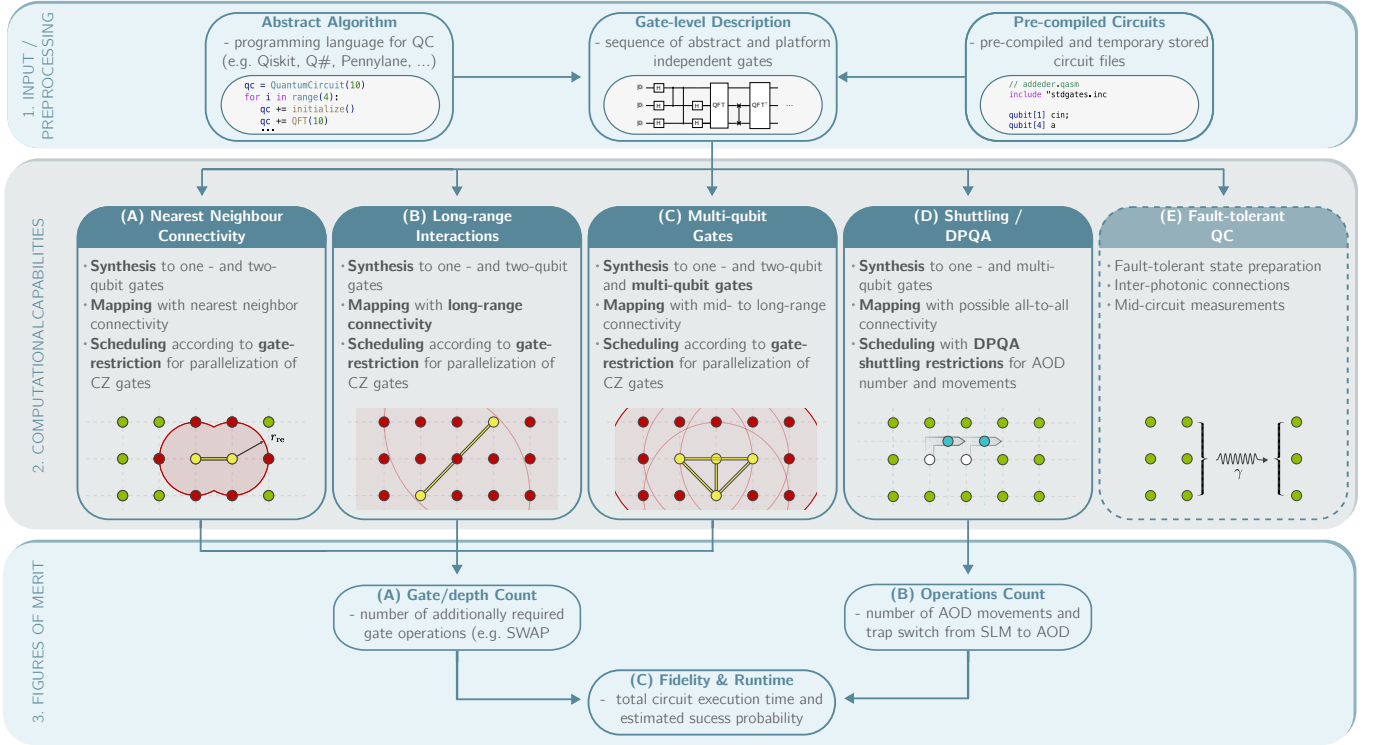 1. INPUT /
PREPROCESSING
Abstract Algorithm
- programming language for QC
(e.g. Qiskit, Q#, Pennylane, ...)
qc = QuantumCircuit(10)
for i in range(4):
qc += initialize()
qc += QFT(10)
...
Gate-level Description
- sequence of abstract and platform
independent gates
|0⟩ H
|0⟩ H H QFT QFT† ...
|0⟩ H H
Pre-compiled Circuits
- pre-compiled and temporary stored
circuit files
// addeder.qasm
include "stdgates.inc
qubit[1] cin;
qubit[4] a
2. COMPUTATIONAL CAPABILITIES
(A) Nearest Neighbour
Connectivity
· Synthesis to one - and two-
qubit gates
· Mapping with nearest neighbor
connectivity
· Scheduling according to gate-
restriction for parallelization of
CZ gates
r_re
(B) Long-range
Interactions
· Synthesis to one - and two-qubit
gates
· Mapping with long-range
connectivity
· Scheduling according to gate-
restriction for parallelization of
CZ gates
(C) Multi-qubit
Gates
· Synthesis to one - and two-qubit
and multi-qubit gates
· Mapping with mid- to long-range
connectivity
· Scheduling according to gate-
restriction for parallelization of
CZ gates
(D) Shuttling /
DPQA
· Synthesis to one - and multi-
qubit gates
· Mapping with possible all-to-all
connectivity
· Scheduling with DPQA
shuttling restrictions for AOD
number and movements
(E) Fault-tolerant
QC
· Fault-tolerant state preparation
· Inter-photonic connections
· Mid-circuit measurements
γ
3. FIGURES OF MERIT
(A) Gate/depth Count
- number of additionally required
gate operations (e.g. SWAP
(B) Operations Count
- number of AOD movements and
trap switch from SLM to AOD
(C) Fidelity & Runtime
- total circuit execution time and
estimated sucess probability